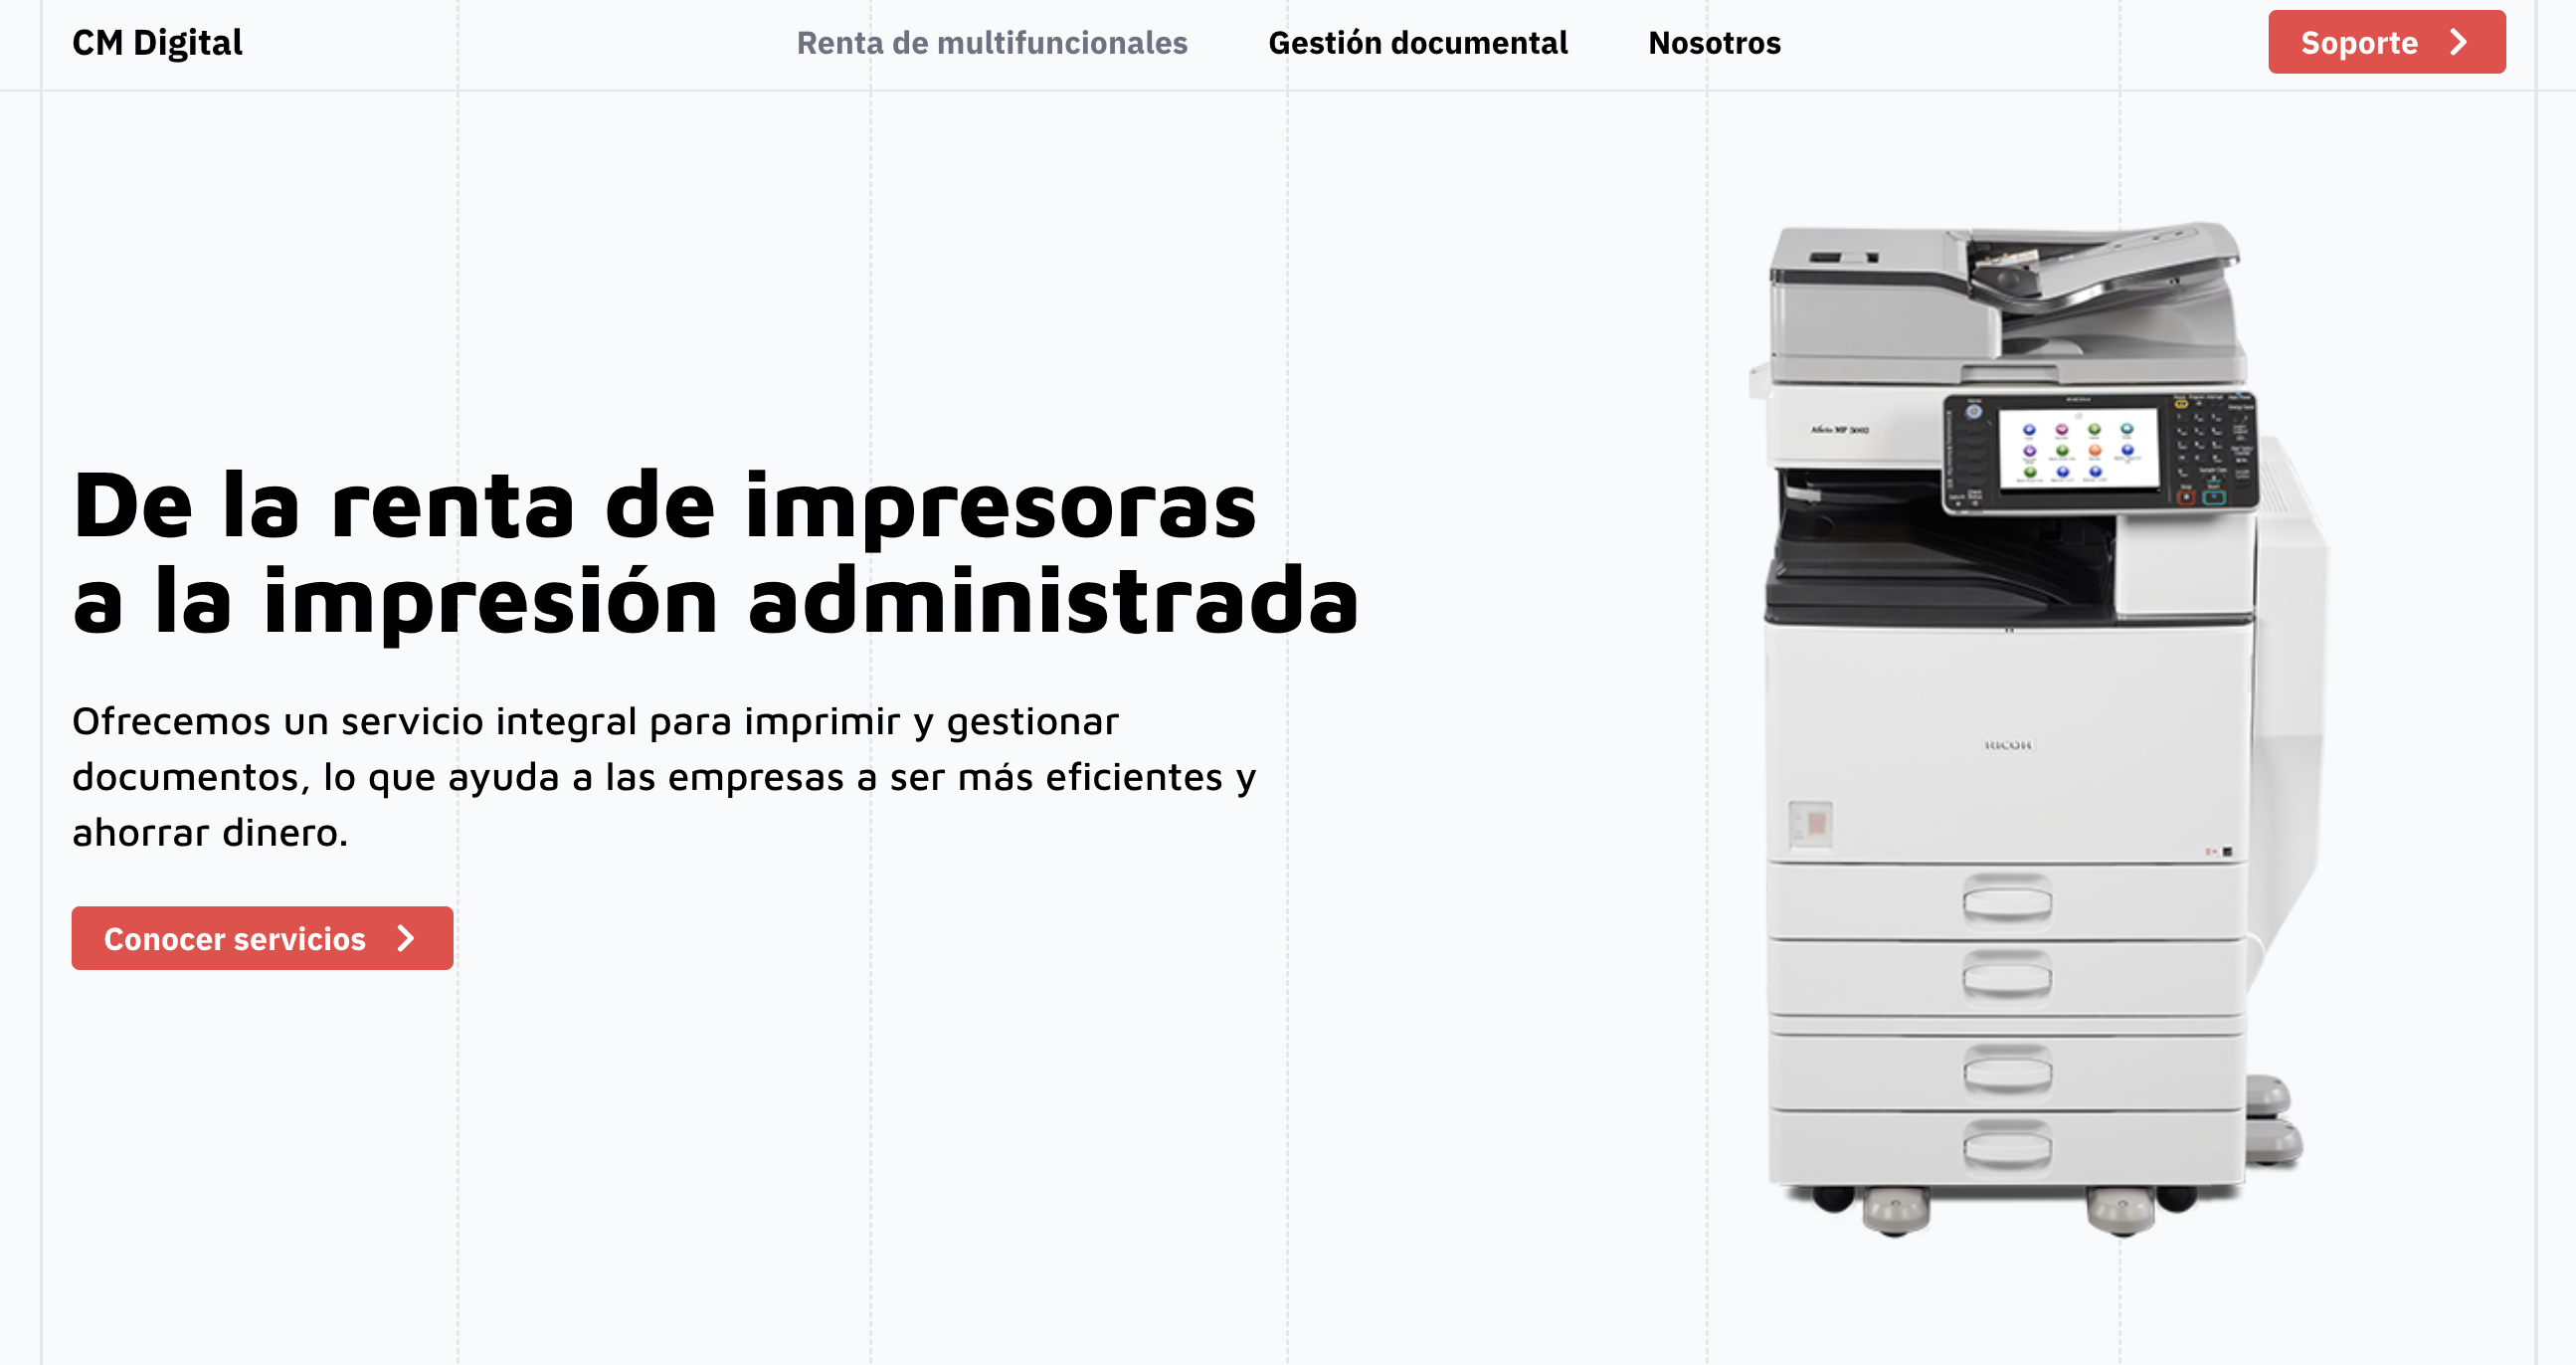 CM Digital
Renta de multifuncionales
Gestión documental
Nosotros
Soporte
De la renta de impresoras
a la impresión administrada
Ofrecemos un servicio integral para imprimir y gestionar
documentos, lo que ayuda a las empresas a ser más eficientes y
ahorrar dinero.
Conocer servicios
RICOH